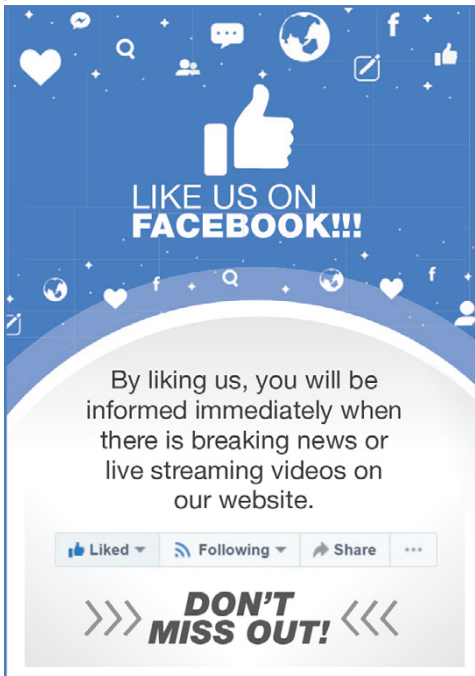 LIKE US ON
FACEBOOK!!!
By liking us, you will be
informed immediately when
there is breaking news or
live streaming videos on
our website.
Liked Following Share ...
DON'T
MISS OUT!